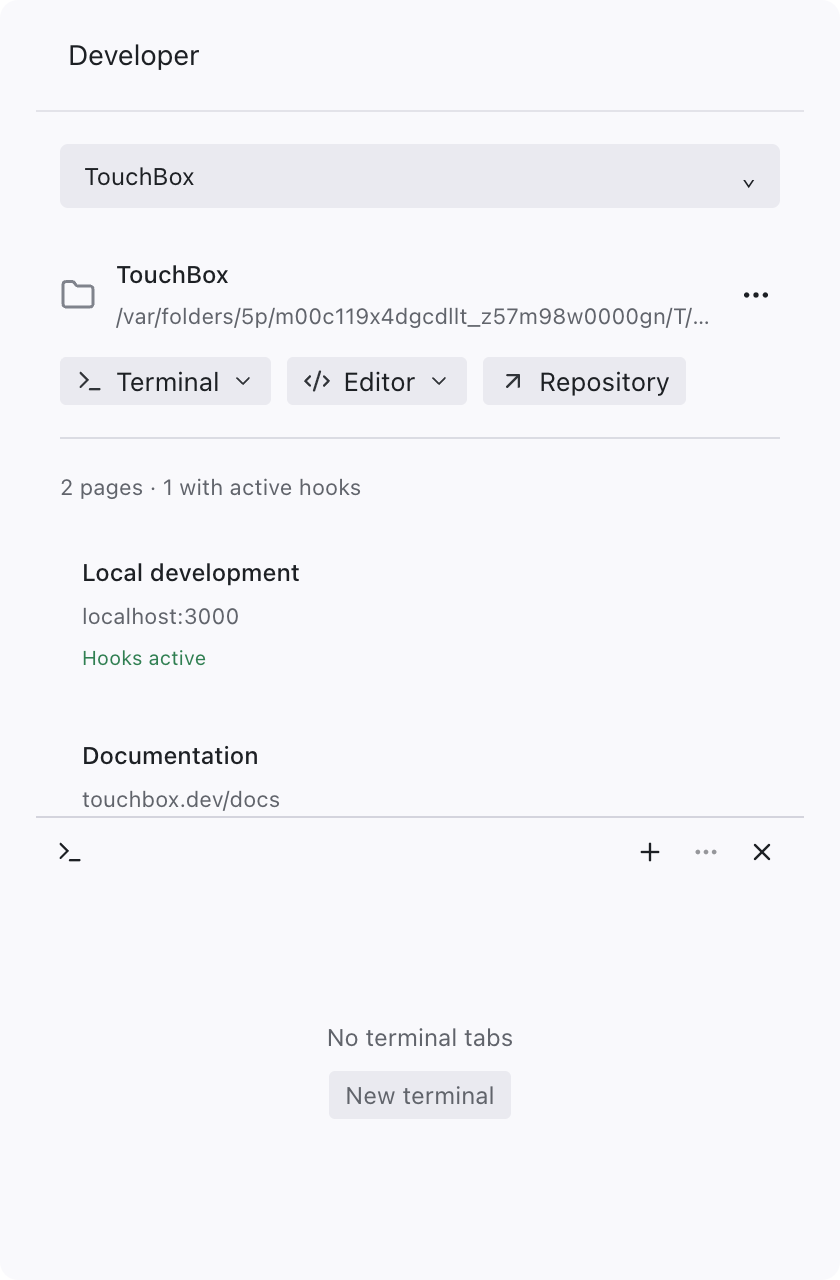 Developer
TouchBox
TouchBox
/var/folders/5p/m00c119x4dgcdllt_z57m98w0000gn/T/...
Terminal
Editor
Repository
2 pages · 1 with active hooks
Local development
localhost:3000
Hooks active
Documentation
touchbox.dev/docs
No terminal tabs
New terminal